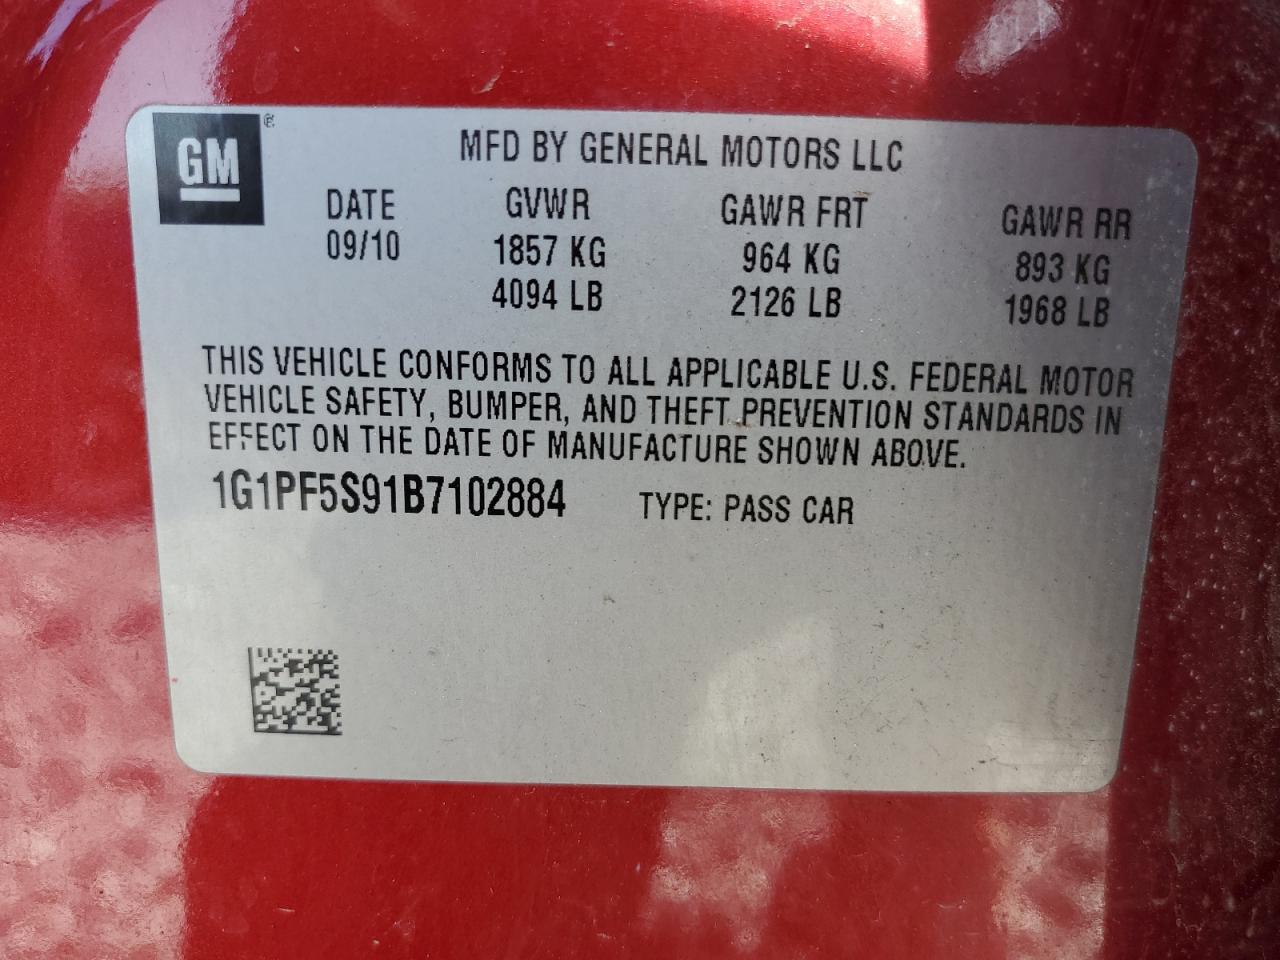 GM
MFD BY GENERAL MOTORS LLC
DATE GVWR GAWR FRT GAWR RR
09/10 1857 KG 964 KG 893 KG
4094 LB 2126 LB 1968 LB
THIS VEHICLE CONFORMS TO ALL APPLICABLE U.S. FEDERAL MOTOR
VEHICLE SAFETY, BUMPER, AND THEFT PREVENTION STANDARDS IN
EFFECT ON THE DATE OF MANUFACTURE SHOWN ABOVE.
1G1PF5S91B7102884 TYPE: PASS CAR